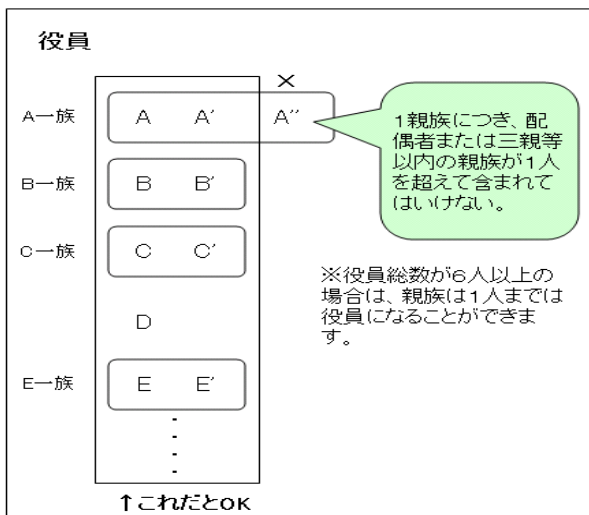 役員
×
A一族 A A′ A′′
1親族につき、配
偶者または三親等
以内の親族が1人
を超えて含まれて
はいけない。
B一族 B B′
C一族 C C′
※役員総数が6人以上の
場合は、親族は1人までは
役員になることができま
す。
D
E一族 E E′
↑これだとOK